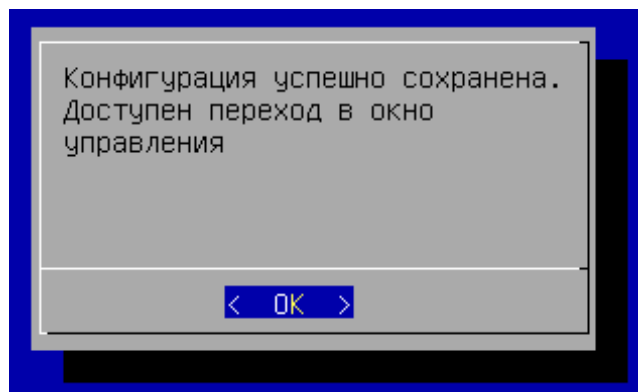 Конфигурация успешно сохранена.
Доступен переход в окно
управления
< OK >